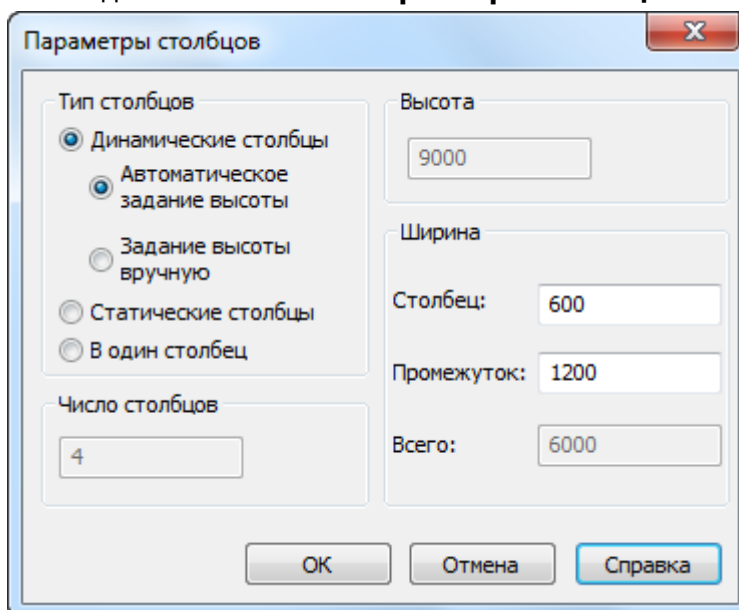 Параметры столбцов
Тип столбцов
Динамические столбцы
Автоматическое
задание высоты
Задание высоты
вручную
Статические столбцы
В один столбец
Число столбцов
4
Высота
9000
Ширина
Столбец: 600
Промежуток: 1200
Всего: 6000
ОК Отмена Справка